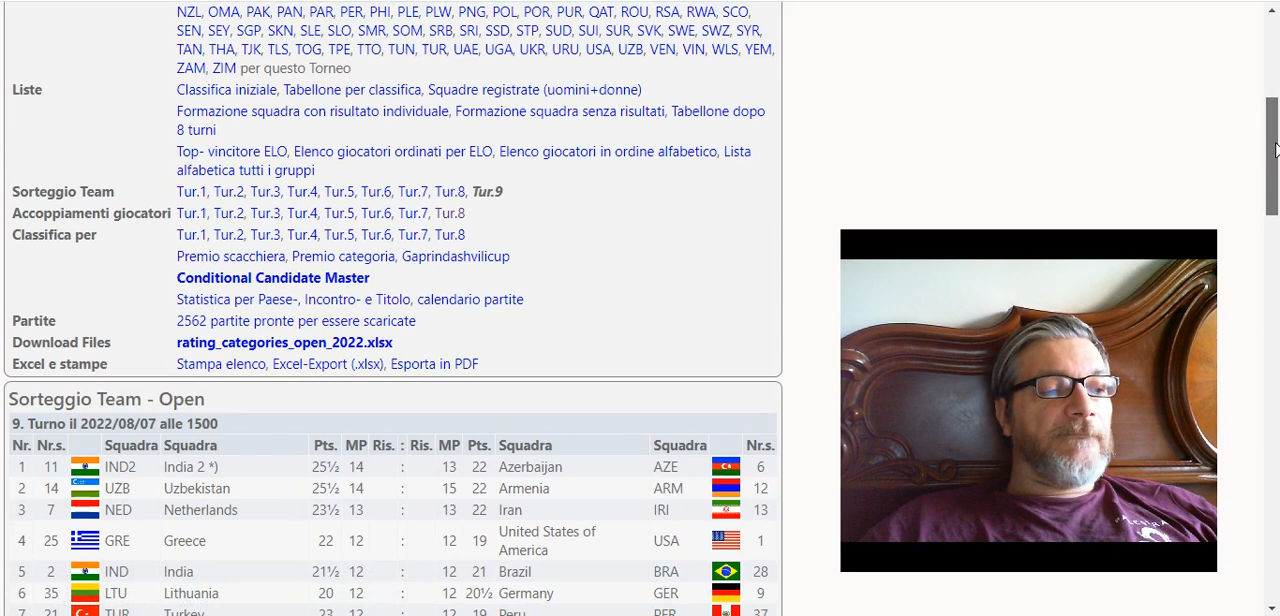 NZL, OMA, PAK, PAN, PAR, PER, PHI, PLE, PLW, PNG, POL, POR, PUR, QAT, ROU, RSA, RWA, SCO,
SEN, SEY, SGP, SKN, SLE, SLO, SMR, SOM, SRB, SRI, SSD, STP, SUD, SUI, SUR, SVK, SWE, SWZ, SYR,
TAN, THA, TJK, TLS, TOG, TPE, TTO, TUN, TUR, UAE, UGA, UKR, URU, USA, UZB, VEN, VIN, WLS, YEM,
ZAM, ZIM per questo Torneo
Liste Classifica iniziale, Tabellone per classifica, Squadre registrate (uomini+donne)
Formazione squadra con risultato individuale, Formazione squadra senza risultati, Tabellone dopo
8 turni
Top- vincitore ELO, Elenco giocatori ordinati per ELO, Elenco giocatori in ordine alfabetico, Lista
alfabetica tutti i gruppi
Sorteggio Team Tur.1, Tur.2, Tur.3, Tur.4, Tur.5, Tur.6, Tur.7, Tur.8, Tur.9
Accoppiamenti giocatori Tur.1, Tur.2, Tur.3, Tur.4, Tur.5, Tur.6, Tur.7, Tur.8
Classifica per Tur.1, Tur.2, Tur.3, Tur.4, Tur.5, Tur.6, Tur.7, Tur.8
Premio scacchiera, Premio categoria, Gaprindashvilicup
Conditional Candidate Master
Statistica per Paese-, Incontro- e Titolo, calendario partite
Partite 2562 partite pronte per essere scaricate
Download Files rating_categories_open_2022.xlsx
Excel e stampe Stampa elenco, Excel-Export (.xlsx), Esporta in PDF
Sorteggio Team - Open
9. Turno il 2022/08/07 alle 1500
Nr. Nr.s. Squadra Squadra Pts. MP Ris. : Ris. MP Pts. Squadra Squadra Nr.s.
1 11 IND2 India 2 *) 25½ 14 : 13 22 Azerbaijan AZE 6
2 14 UZB Uzbekistan 25½ 14 : 15 22 Armenia ARM 12
3 7 NED Netherlands 23½ 13 : 13 22 Iran IRI 13
4 25 GRE Greece 22 12 : 12 19 United States of
America USA 1
5 2 IND India 21½ 12 : 12 21 Brazil BRA 28
6 35 LTU Lithuania 20 12 : 12 20½ Germany GER 9
7 21 TUR Turkey 23 12 : 12 19 Peru PER 37